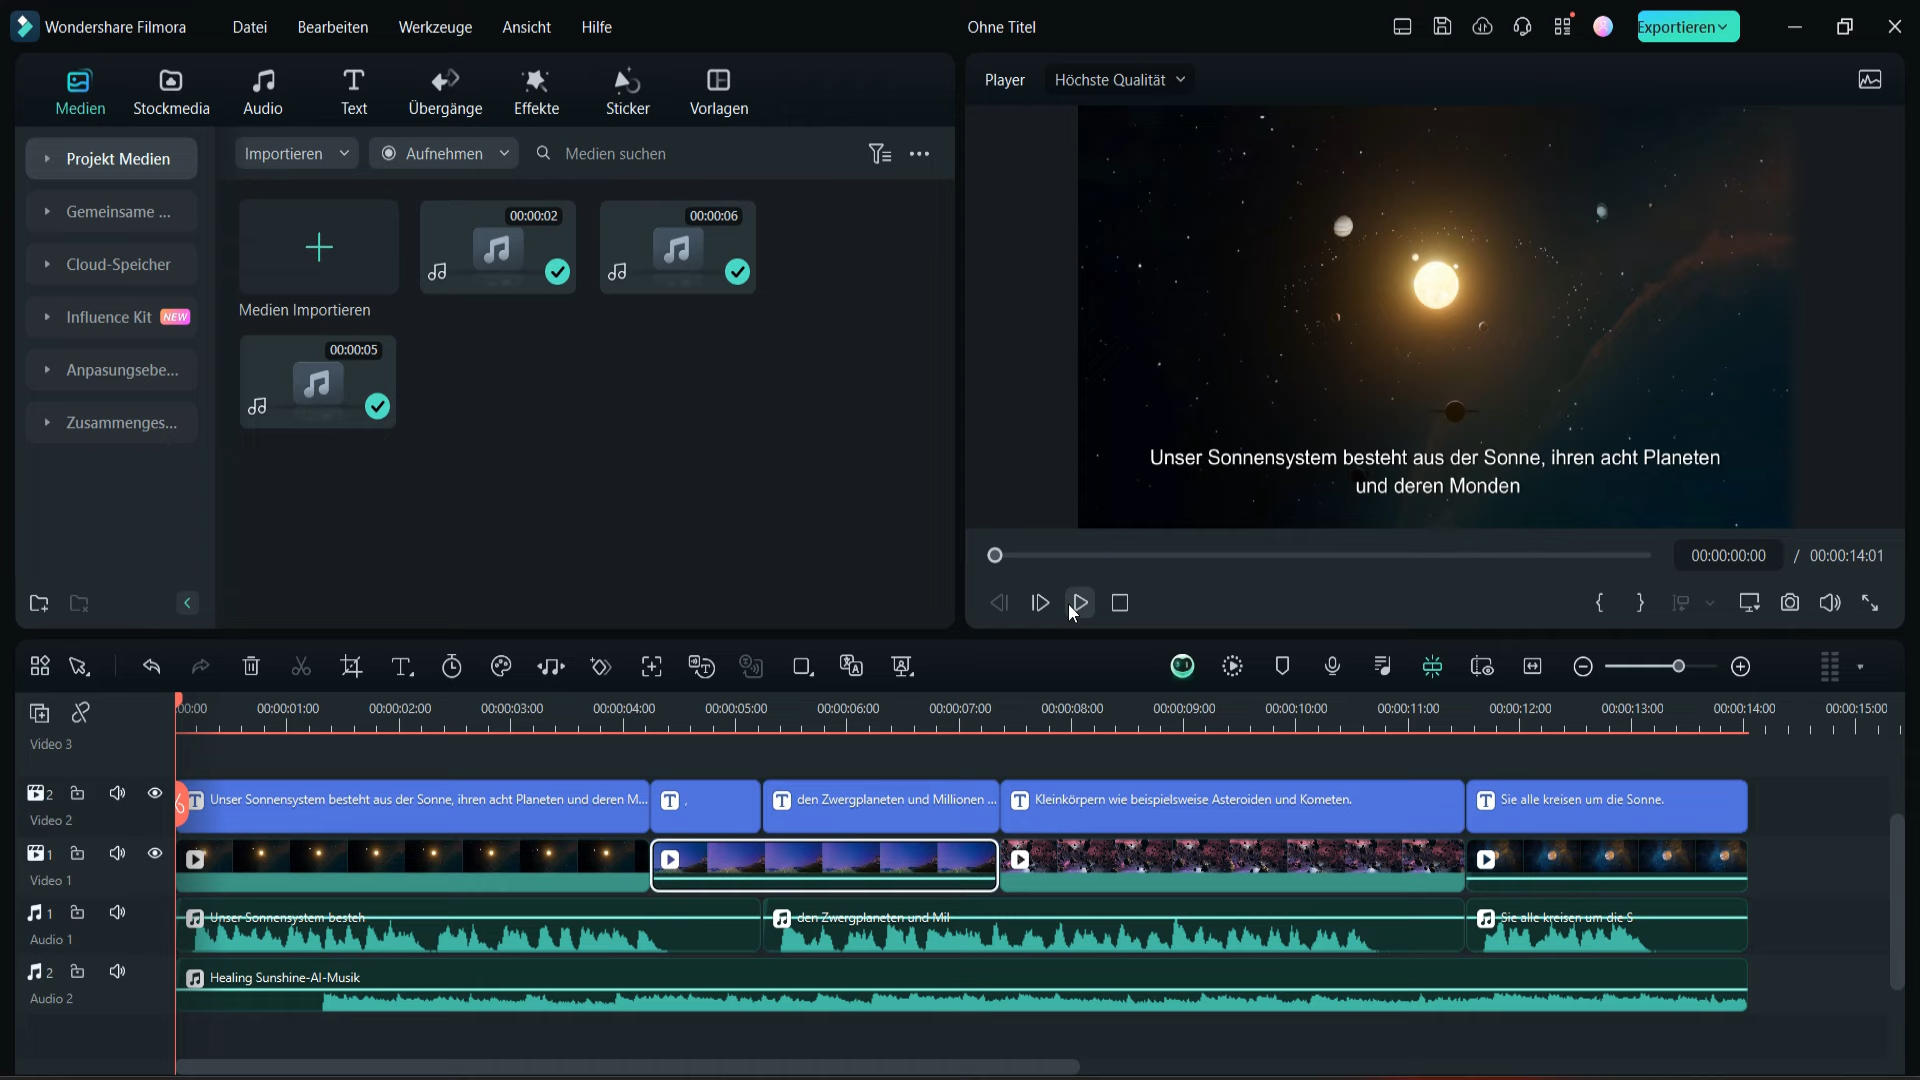 Wondershare Filmora
Datei
Bearbeiten
Werkzeuge
Ansicht
Hilfe
Ohne Titel
Exportieren
Medien
Stockmedia
Audio
Text
Übergänge
Effekte
Sticker
Vorlagen
Player
Höchste Qualität
Projekt Medien
Gemeinsame ...
Cloud-Speicher
Influence Kit NEW
Anpasungsebe...
Zusammenges...
Importieren
Aufnehmen
Medien suchen
00:00:02
00:00:06
Medien Importieren
00:00:05
Unser Sonnensystem besteht aus der Sonne, ihren acht Planeten
und deren Monden
00:00:00:00 / 00:00:14:01
:00:00 00:00:01:00 00:00:02:00 00:00:03:00 00:00:04:00 00:00:05:00 00:00:06:00 00:00:07:00 00:00:08:00 00:00:09:00 00:00:10:00 00:00:11:00 00:00:12:00 00:00:13:00 00:00:14:00 00:00:15:00
Video 3
2
Video 2
T Unser Sonnensystem besteht aus der Sonne, ihren acht Planeten und deren M...
T ,
T den Zwergplaneten und Millionen ...
T Kleinkörpern wie beispielsweise Asteroiden und Kometen.
T Sie alle kreisen um die Sonne.
1
Video 1
1
Audio 1
Unser Sonnensystem besteh
den Zwergplaneten und Mil
Sie alle kreisen um die S
2
Audio 2
Healing Sunshine-AI-Musik